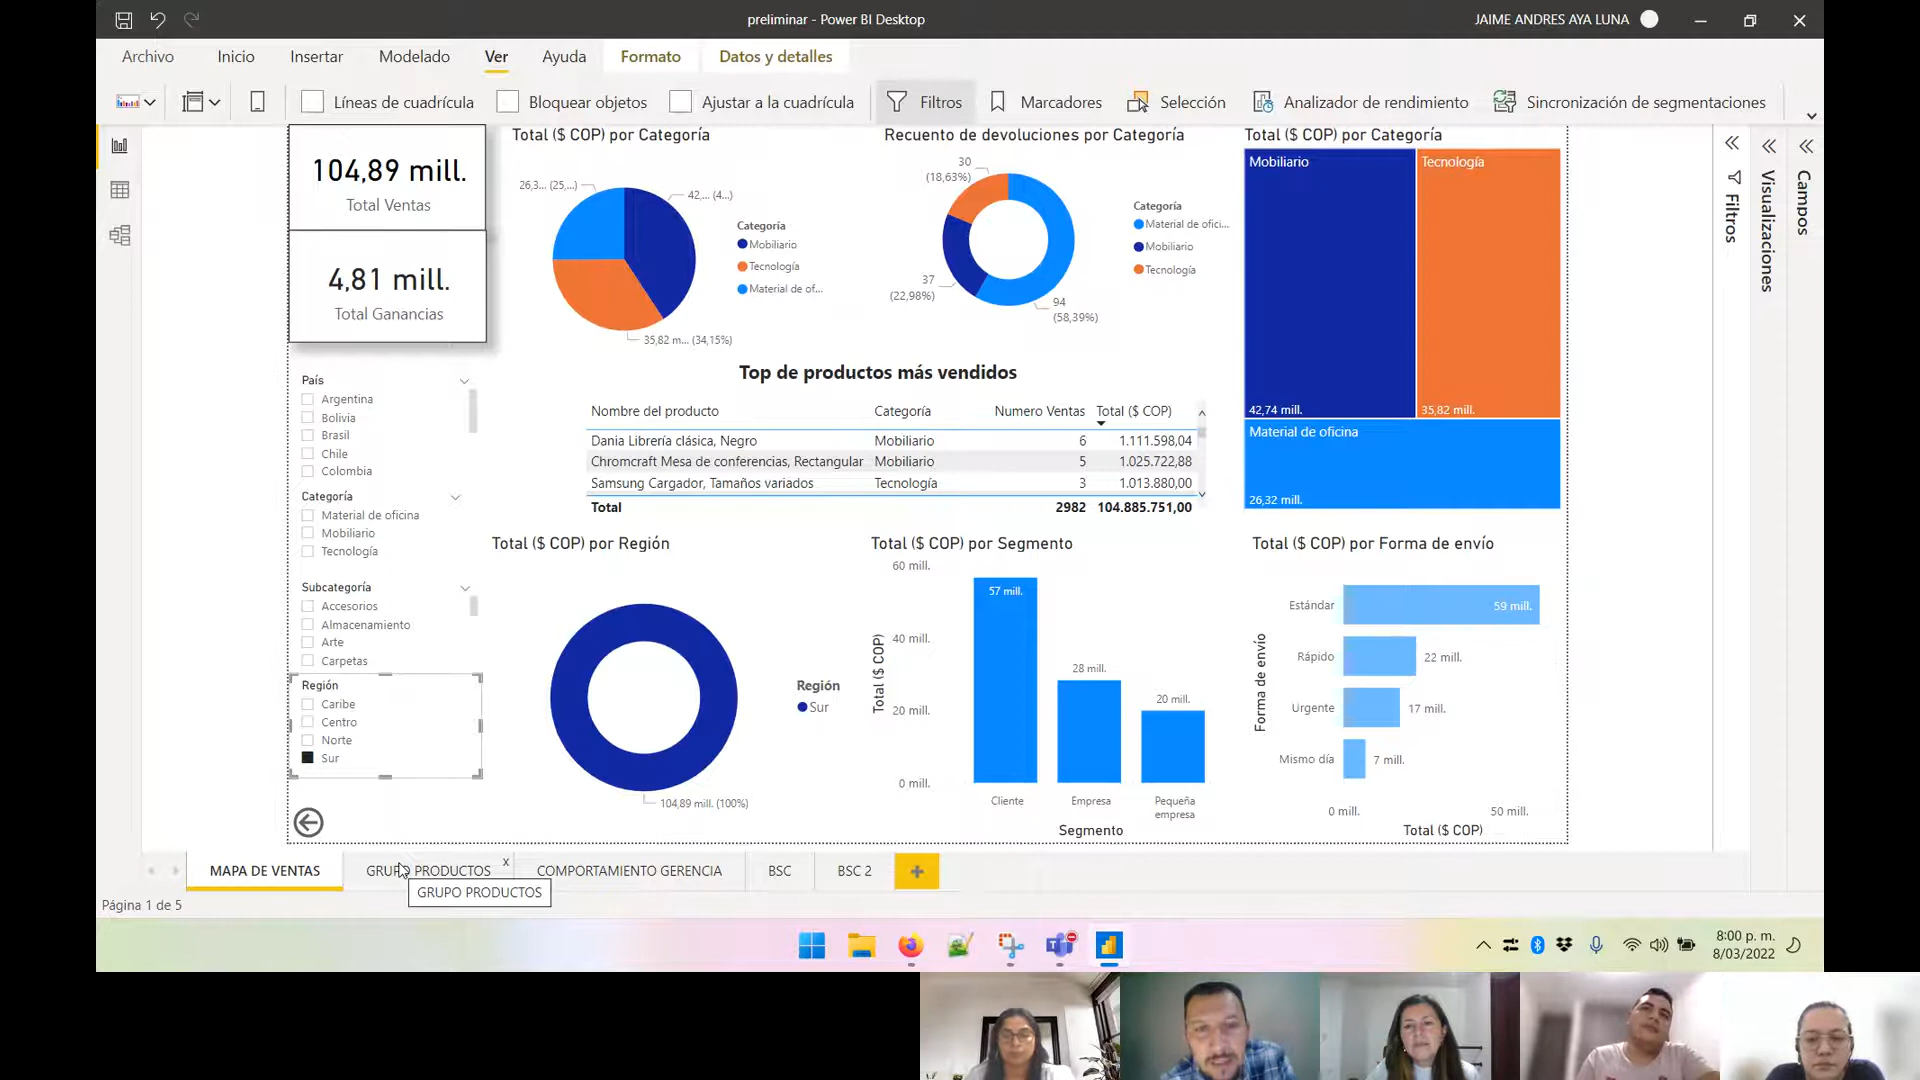 preliminar - Power BI Desktop
JAIME ANDRES AYA LUNA
Archivo
Inicio
Insertar
Modelado
Ver
Ayuda
Formato
Datos y detalles
Líneas de cuadrícula
Bloquear objetos
Ajustar a la cuadrícula
Filtros
Marcadores
Selección
Analizador de rendimiento
Sincronización de segmentaciones
104,89 mill.
Total Ventas
4,81 mill.
Total Ganancias
Total ($ COP) por Categoría
26,3... (25,...)
42,... (4...)
35,82 m... (34,15%)
Categoría
Mobiliario
Tecnología
Material de of...
Recuento de devoluciones por Categoría
30
(18,63%)
37
(22,98%)
94
(58,39%)
Categoría
Material de ofici...
Mobiliario
Tecnología
Total ($ COP) por Categoría
Mobiliario
42,74 mill.
Tecnología
35,82 mill.
Material de oficina
26,32 mill.
Filtros
Visualizaciones
Campos
País
Argentina
Bolivia
Brasil
Chile
Colombia
Categoría
Material de oficina
Mobiliario
Tecnología
Subcategoría
Accesorios
Almacenamiento
Arte
Carpetas
Región
Caribe
Centro
Norte
Sur
Top de productos más vendidos
Nombre del producto Categoría Numero Ventas Total ($ COP)
Dania Librería clásica, Negro Mobiliario 6 1.111.598,04
Chromcraft Mesa de conferencias, Rectangular Mobiliario 5 1.025.722,88
Samsung Cargador, Tamaños variados Tecnología 3 1.013.880,00
Total 2982 104.885.751,00
Total ($ COP) por Región
104,89 mill. (100%)
Región
Sur
Total ($ COP) por Segmento
Total ($ COP)
60 mill.
40 mill.
20 mill.
0 mill.
57 mill.
28 mill.
20 mill.
Cliente
Empresa
Pequeña
empresa
Segmento
Total ($ COP) por Forma de envío
Forma de envío
Estándar 59 mill.
Rápido 22 mill.
Urgente 17 mill.
Mismo día 7 mill.
0 mill.
50 mill.
Total ($ COP)
MAPA DE VENTAS
GRUPO PRODUCTOS
x
COMPORTAMIENTO GERENCIA
BSC
BSC 2
+
GRUPO PRODUCTOS
Página 1 de 5
8:00 p. m.
8/03/2022